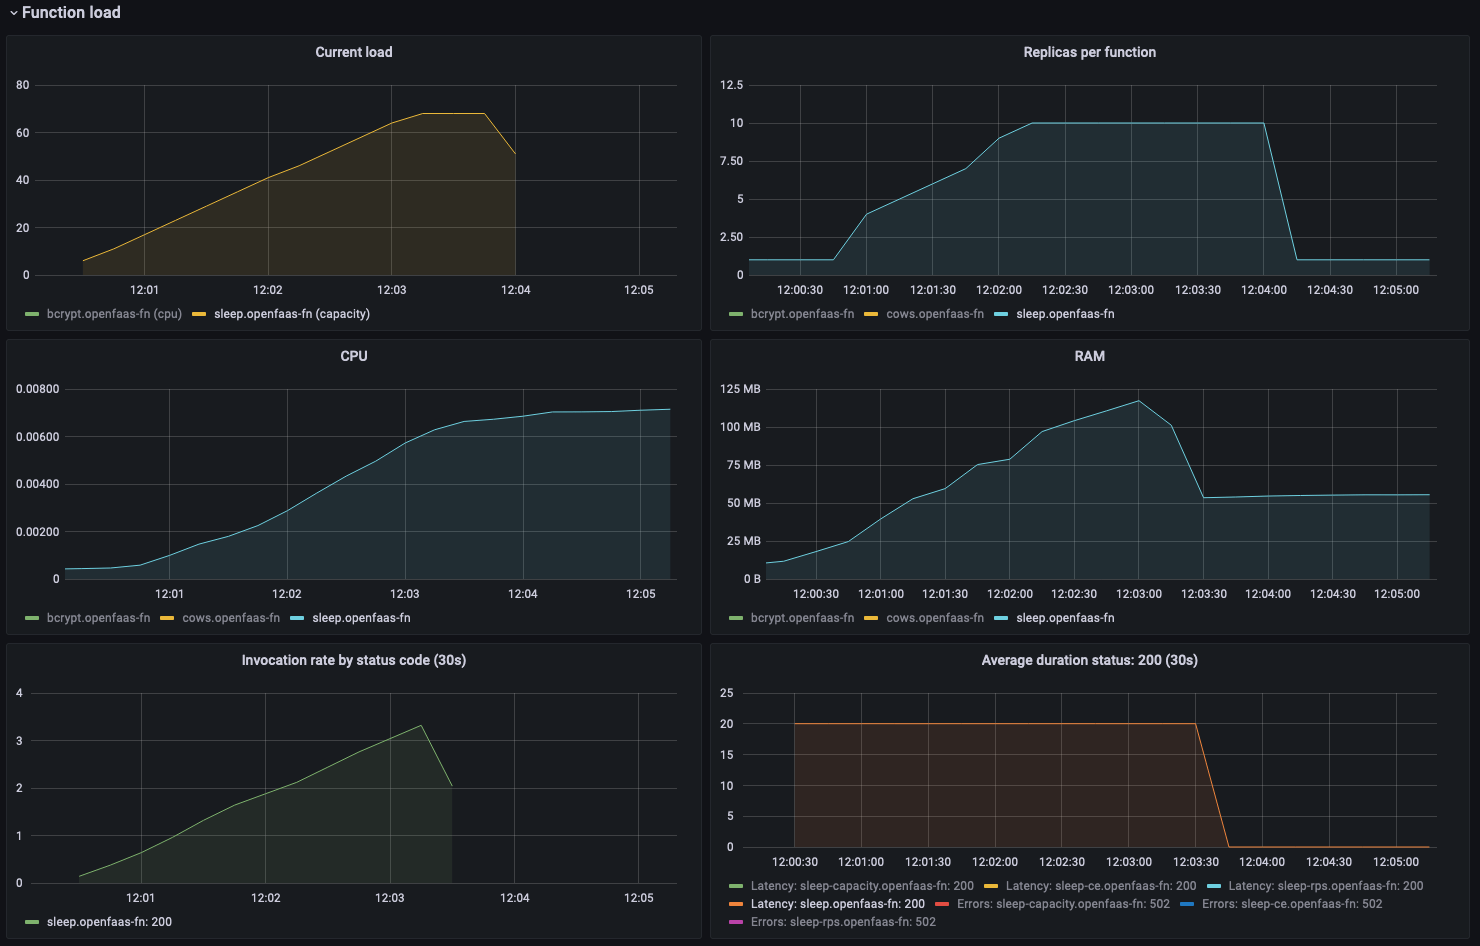 Function load
Current load
80
60
40
20
0
12:01 12:02 12:03 12:04 12:05
bcrypt.openfaas-fn (cpu) sleep.openfaas-fn (capacity)
Replicas per function
12.5
10
7.50
5
2.50
0
12:00:30 12:01:00 12:01:30 12:02:00 12:02:30 12:03:00 12:03:30 12:04:00 12:04:30 12:05:00
bcrypt.openfaas-fn cows.openfaas-fn sleep.openfaas-fn
CPU
0.00800
0.00600
0.00400
0.00200
0
12:01 12:02 12:03 12:04 12:05
bcrypt.openfaas-fn cows.openfaas-fn sleep.openfaas-fn
RAM
125 MB
100 MB
75 MB
50 MB
25 MB
0 B
12:00:30 12:01:00 12:01:30 12:02:00 12:02:30 12:03:00 12:03:30 12:04:00 12:04:30 12:05:00
bcrypt.openfaas-fn cows.openfaas-fn sleep.openfaas-fn
Invocation rate by status code (30s)
4
3
2
1
0
12:01 12:02 12:03 12:04 12:05
sleep.openfaas-fn: 200
Average duration status: 200 (30s)
25
20
15
10
5
0
12:00:30 12:01:00 12:01:30 12:02:00 12:02:30 12:03:00 12:03:30 12:04:00 12:04:30 12:05:00
Latency: sleep-capacity.openfaas-fn: 200 Latency: sleep-ce.openfaas-fn: 200 Latency: sleep-rps.openfaas-fn: 200
Latency: sleep.openfaas-fn: 200 Errors: sleep-capacity.openfaas-fn: 502 Errors: sleep-ce.openfaas-fn: 502
Errors: sleep-rps.openfaas-fn: 502